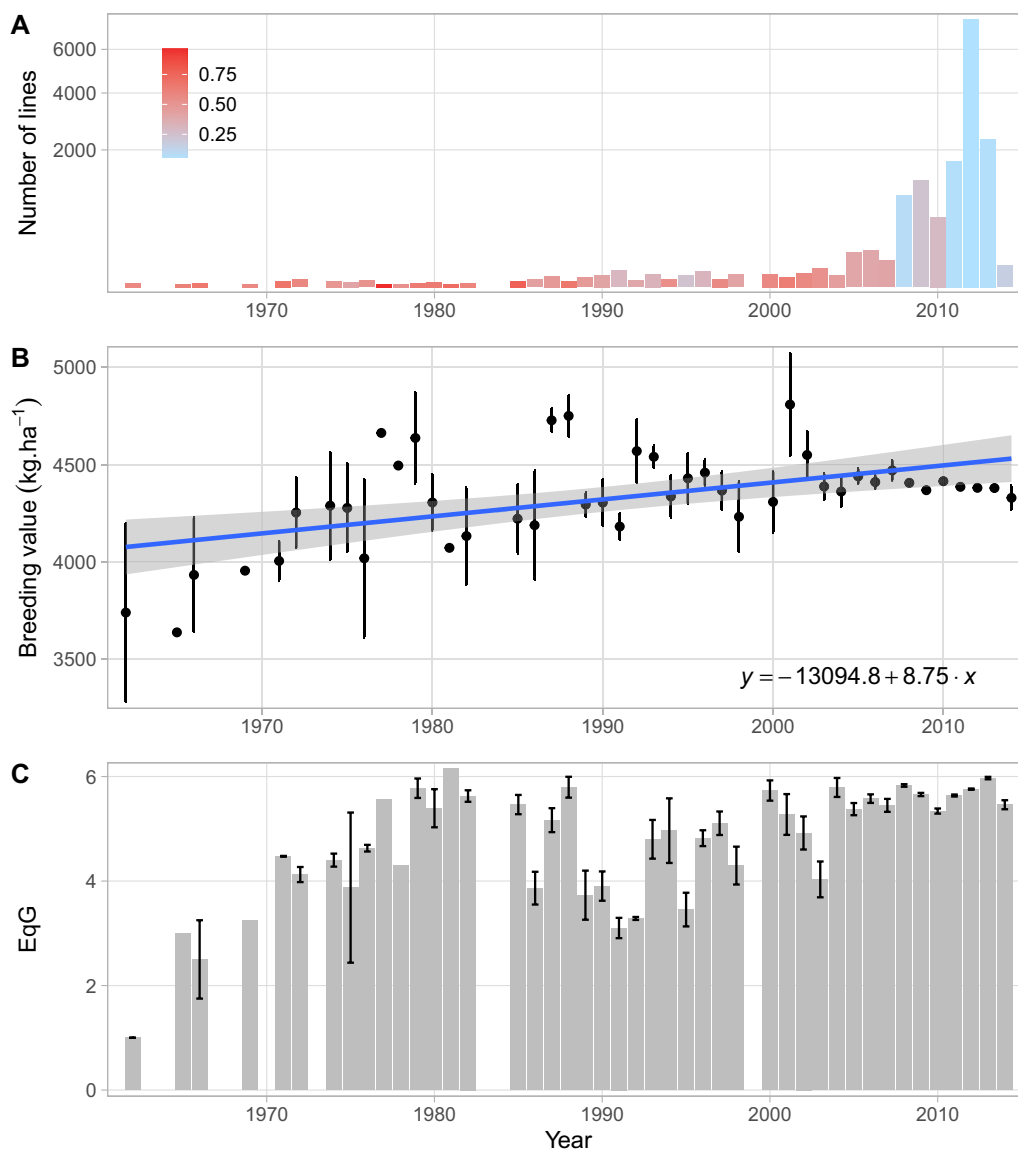 A
Number of lines
6000
4000
2000
0.75
0.50
0.25
1970 1980 1990 2000 2010
B
Breeding value (kg.ha⁻¹)
5000
4500
4000
3500
y = − 13094.8 + 8.75 · x
1970 1980 1990 2000 2010
C
EqG
6
4
2
0
1970 1980 1990 2000 2010
Year